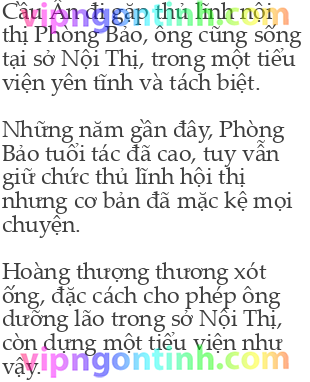 Cầu Ân đi gặp thủ lĩnh nội
vipngontinh.com
thị Phòng Bảo, ông cũng sống
tại sở Nội Thị, trong một tiểu
viện yên tĩnh và tách biệt.
Những năm gần đây, Phòng
Bảo tuổi tác đã cao, tuy vẫn
giữ chức thủ lĩnh hội thị
nhưng cơ bản đã mặc kệ mọi
chuyện.
Hoàng thượng thương xót
ống, đặc cách cho phép ông
dưỡng lão trong sở Nội Thị,
còn dựng một tiểu viện như
vipngontinh.com
vậy.